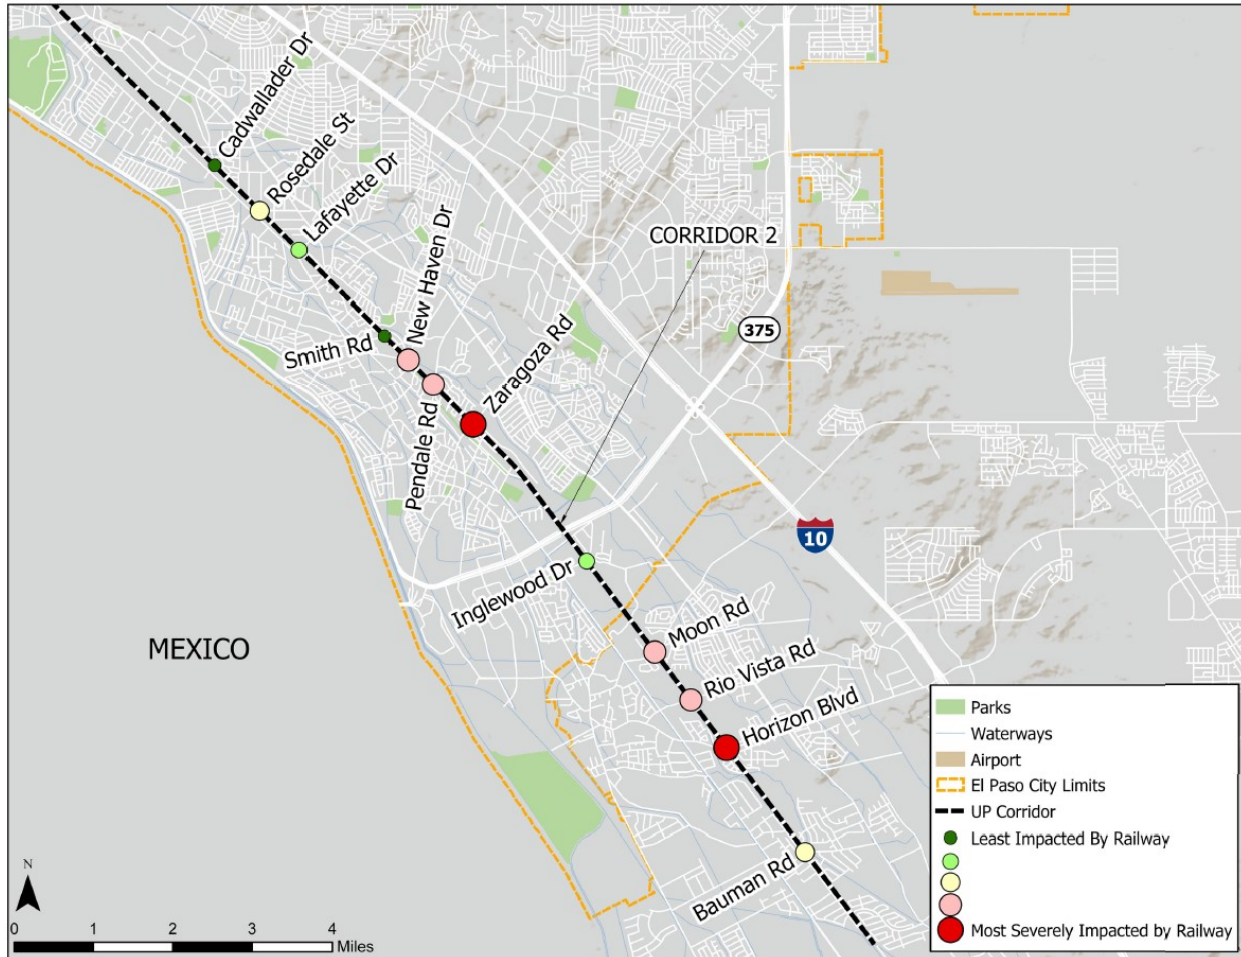 Cadwallader Dr
Rosedale St
Lafayette Dr
New Haven Dr
CORRIDOR 2
375
Smith Rd
Zaragoza Rd
Pendale Rd
10
Inglewood Dr
Moon Rd
MEXICO
Rio Vista Rd
Horizon Blvd
Bauman Rd
Parks
Waterways
Airport
El Paso City Limits
UP Corridor
Least Impacted By Railway
Most Severely Impacted by Railway
N
0 1 2 3 4
Miles